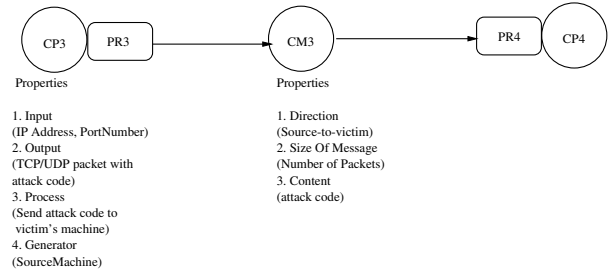 CP3
PR3
CM3
PR4
CP4
Properties
1. Input
(IP Address, PortNumber)
2. Output
(TCP/UDP packet with
attack code)
3. Process
(Send attack code to
victim's machine)
4. Generator
(SourceMachine)
Properties
1. Direction
(Source-to-victim)
2. Size Of Message
(Number of Packets)
3. Content
(attack code)